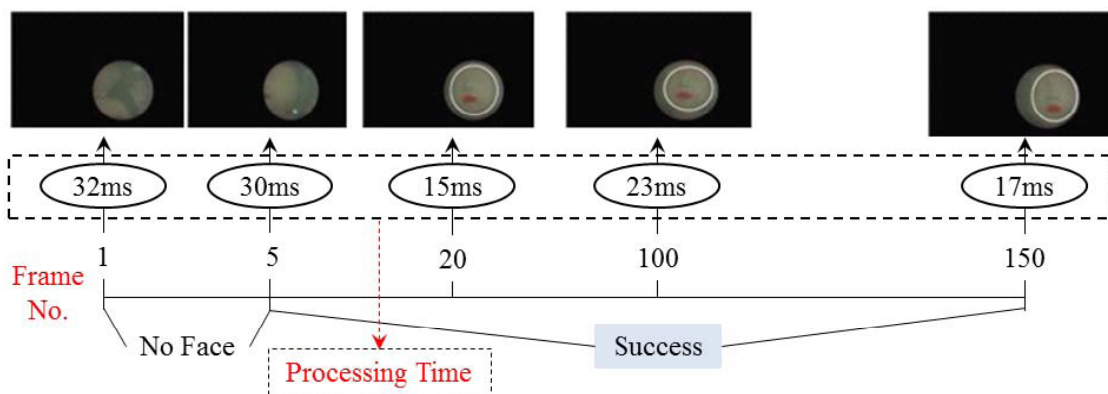 32ms 30ms 15ms 23ms 17ms
1 5 20 100 150
Frame
No.
No Face Success
Processing Time